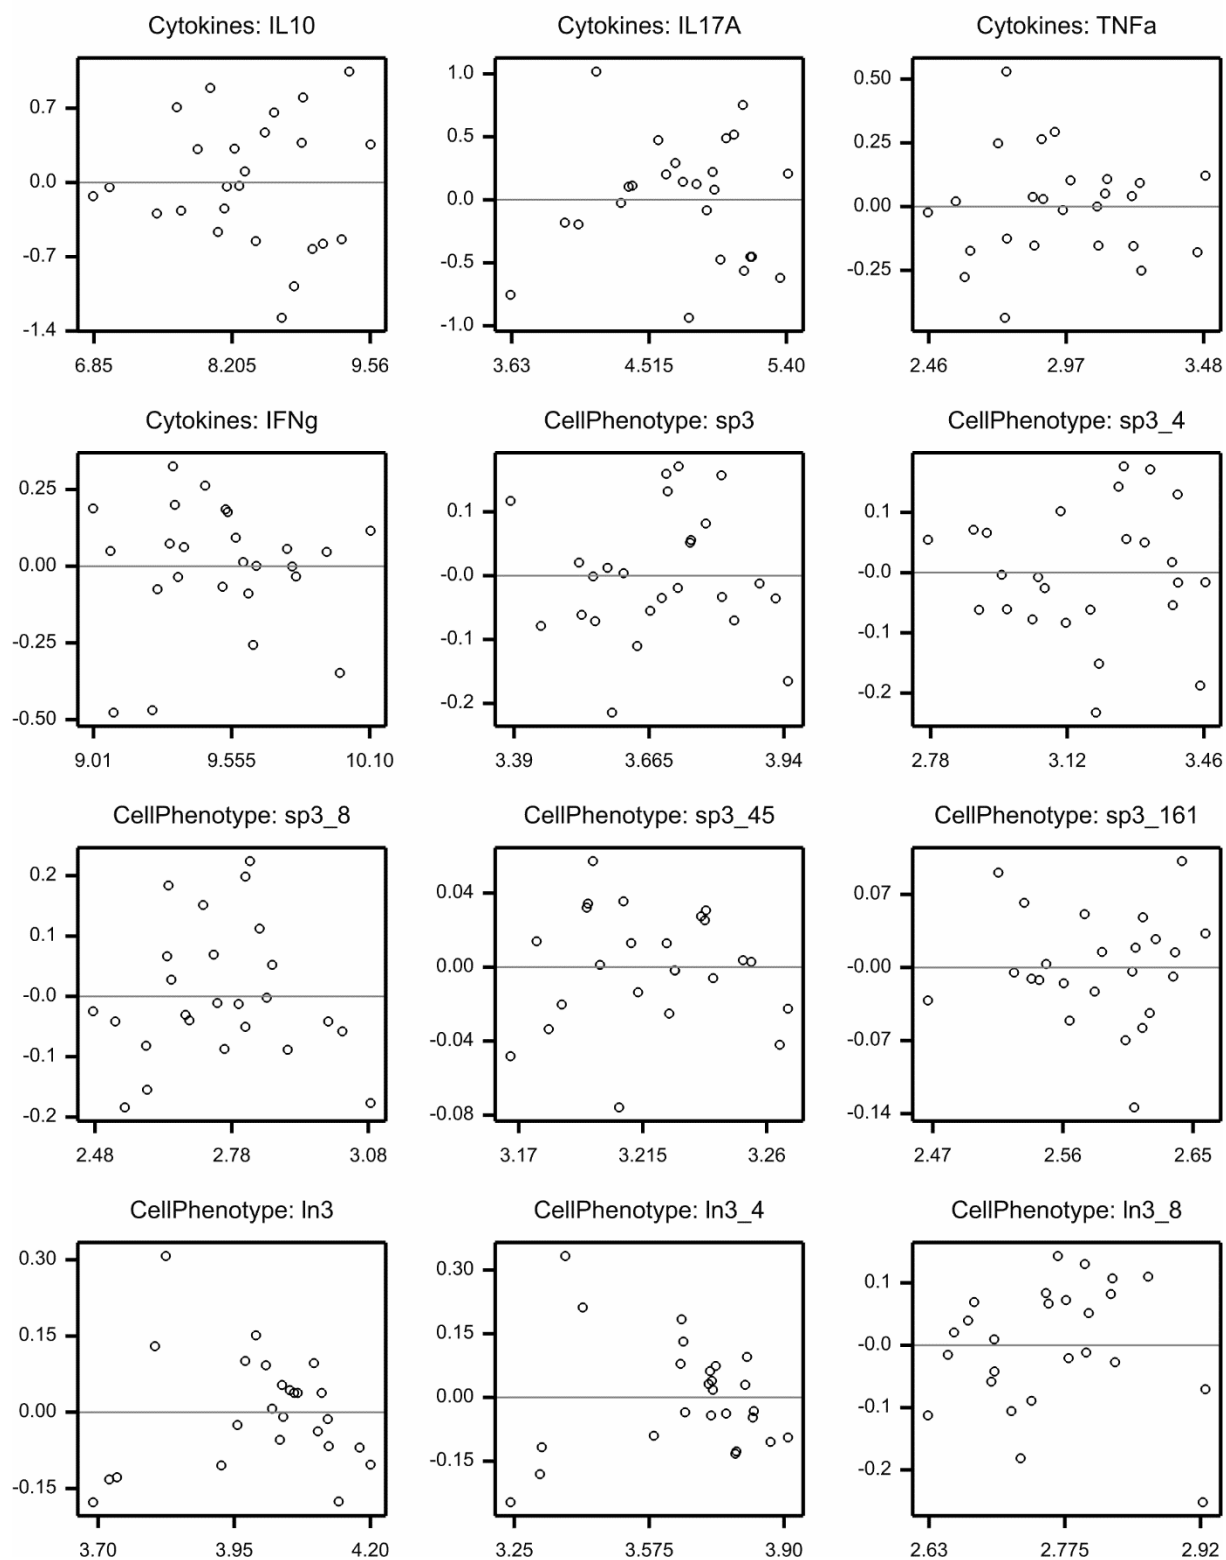 Cytokines: IL10 Cytokines: IL17A Cytokines: TNFa
0.7 0.0 -0.7 -1.4
1.0 0.5 0.0 -0.5 -1.0
0.50 0.25 0.00 -0.25
6.85 8.205 9.56 3.63 4.515 5.40 2.46 2.97 3.48
Cytokines: IFNg CellPhenotype: sp3 CellPhenotype: sp3_4
0.25 0.00 -0.25 -0.50
0.1 -0.0 -0.1 -0.2
0.1 -0.0 -0.1 -0.2
9.01 9.555 10.10 3.39 3.665 3.94 2.78 3.12 3.46
CellPhenotype: sp3_8 CellPhenotype: sp3_45 CellPhenotype: sp3_161
0.2 0.1 -0.0 -0.1 -0.2
0.04 0.00 -0.04 -0.08
0.07 -0.00 -0.07 -0.14
2.48 2.78 3.08 3.17 3.215 3.26 2.47 2.56 2.65
CellPhenotype: ln3 CellPhenotype: ln3_4 CellPhenotype: ln3_8
0.30 0.15 0.00 -0.15
0.30 0.15 0.00 -0.15
0.1 -0.0 -0.1 -0.2
3.70 3.95 4.20 3.25 3.575 3.90 2.63 2.775 2.92